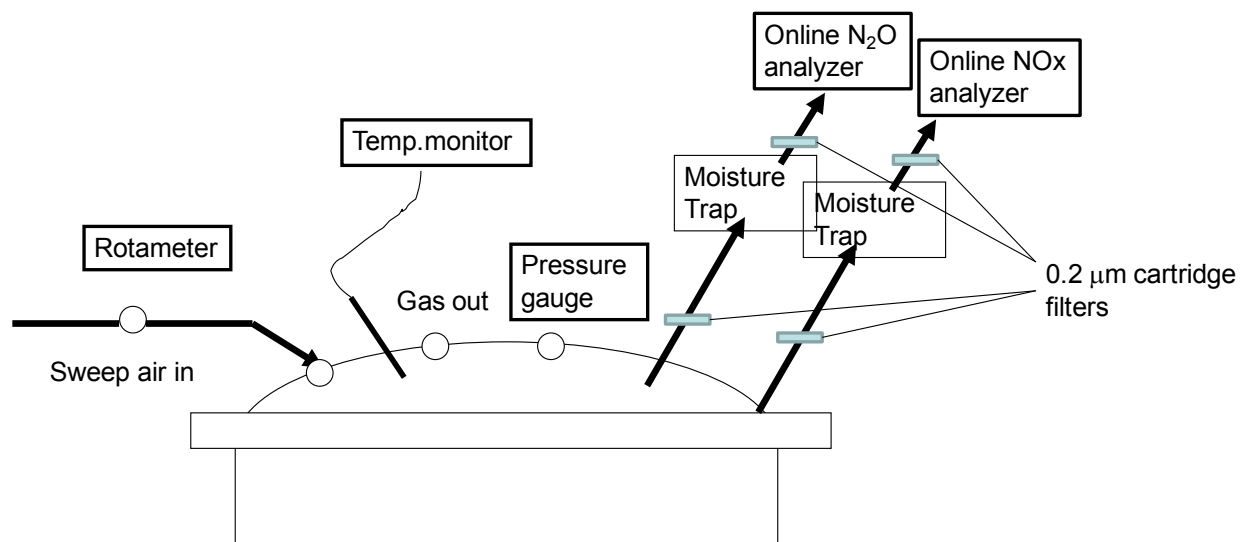 Online N₂O
analyzer
Online NOx
analyzer
Temp.monitor
Moisture
Trap
Moisture
Trap
Rotameter
Pressure
gauge
Gas out
0.2 μm cartridge
filters
Sweep air in